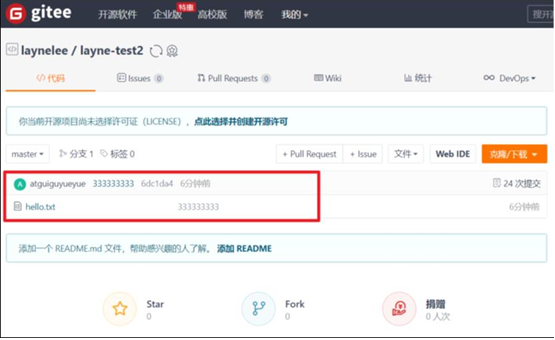 gitee 开源软件 企业版 特惠 高校版 博客 我的 搜开
laynelee / layne-test2
代码 Issues 0 Pull Requests 0 Wiki 统计 DevOps
你当前开源项目尚未选择许可证（LICENSE），点此选择并创建开源许可
master 分支 1 标签 0 + Pull Request + Issue 文件 Web IDE 克隆/下载
A atguiguyueyue 333333333 6dc1da4 6分钟前 24 次提交
hello.txt 333333333 6分钟前
添加一个 README.md 文件，帮助感兴趣的人了解。 添加 README
Star Fork 捐赠
0 0 0 人次